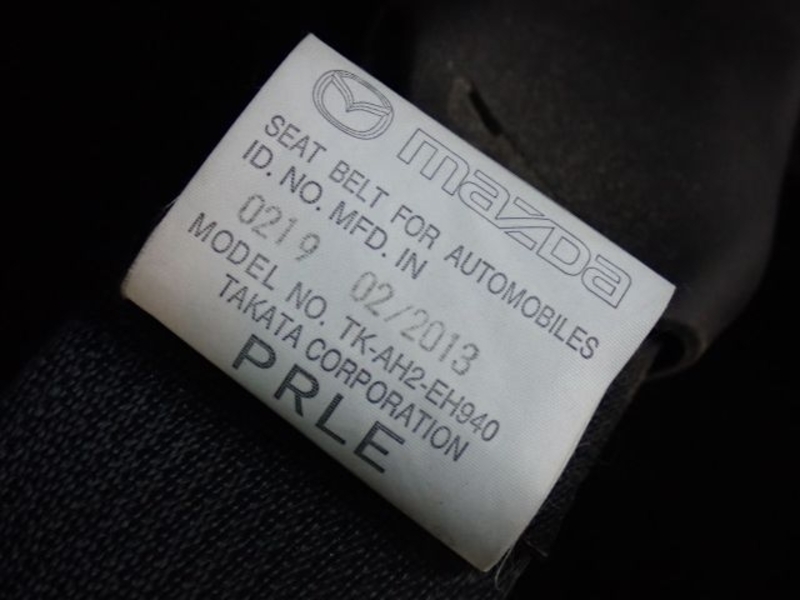 mazda
SEAT BELT FOR AUTOMOBILES
ID. NO. MFD. IN
0219 02/2013
MODEL NO. TK-AH2-EH940
TAKATA CORPORATION
PRLE